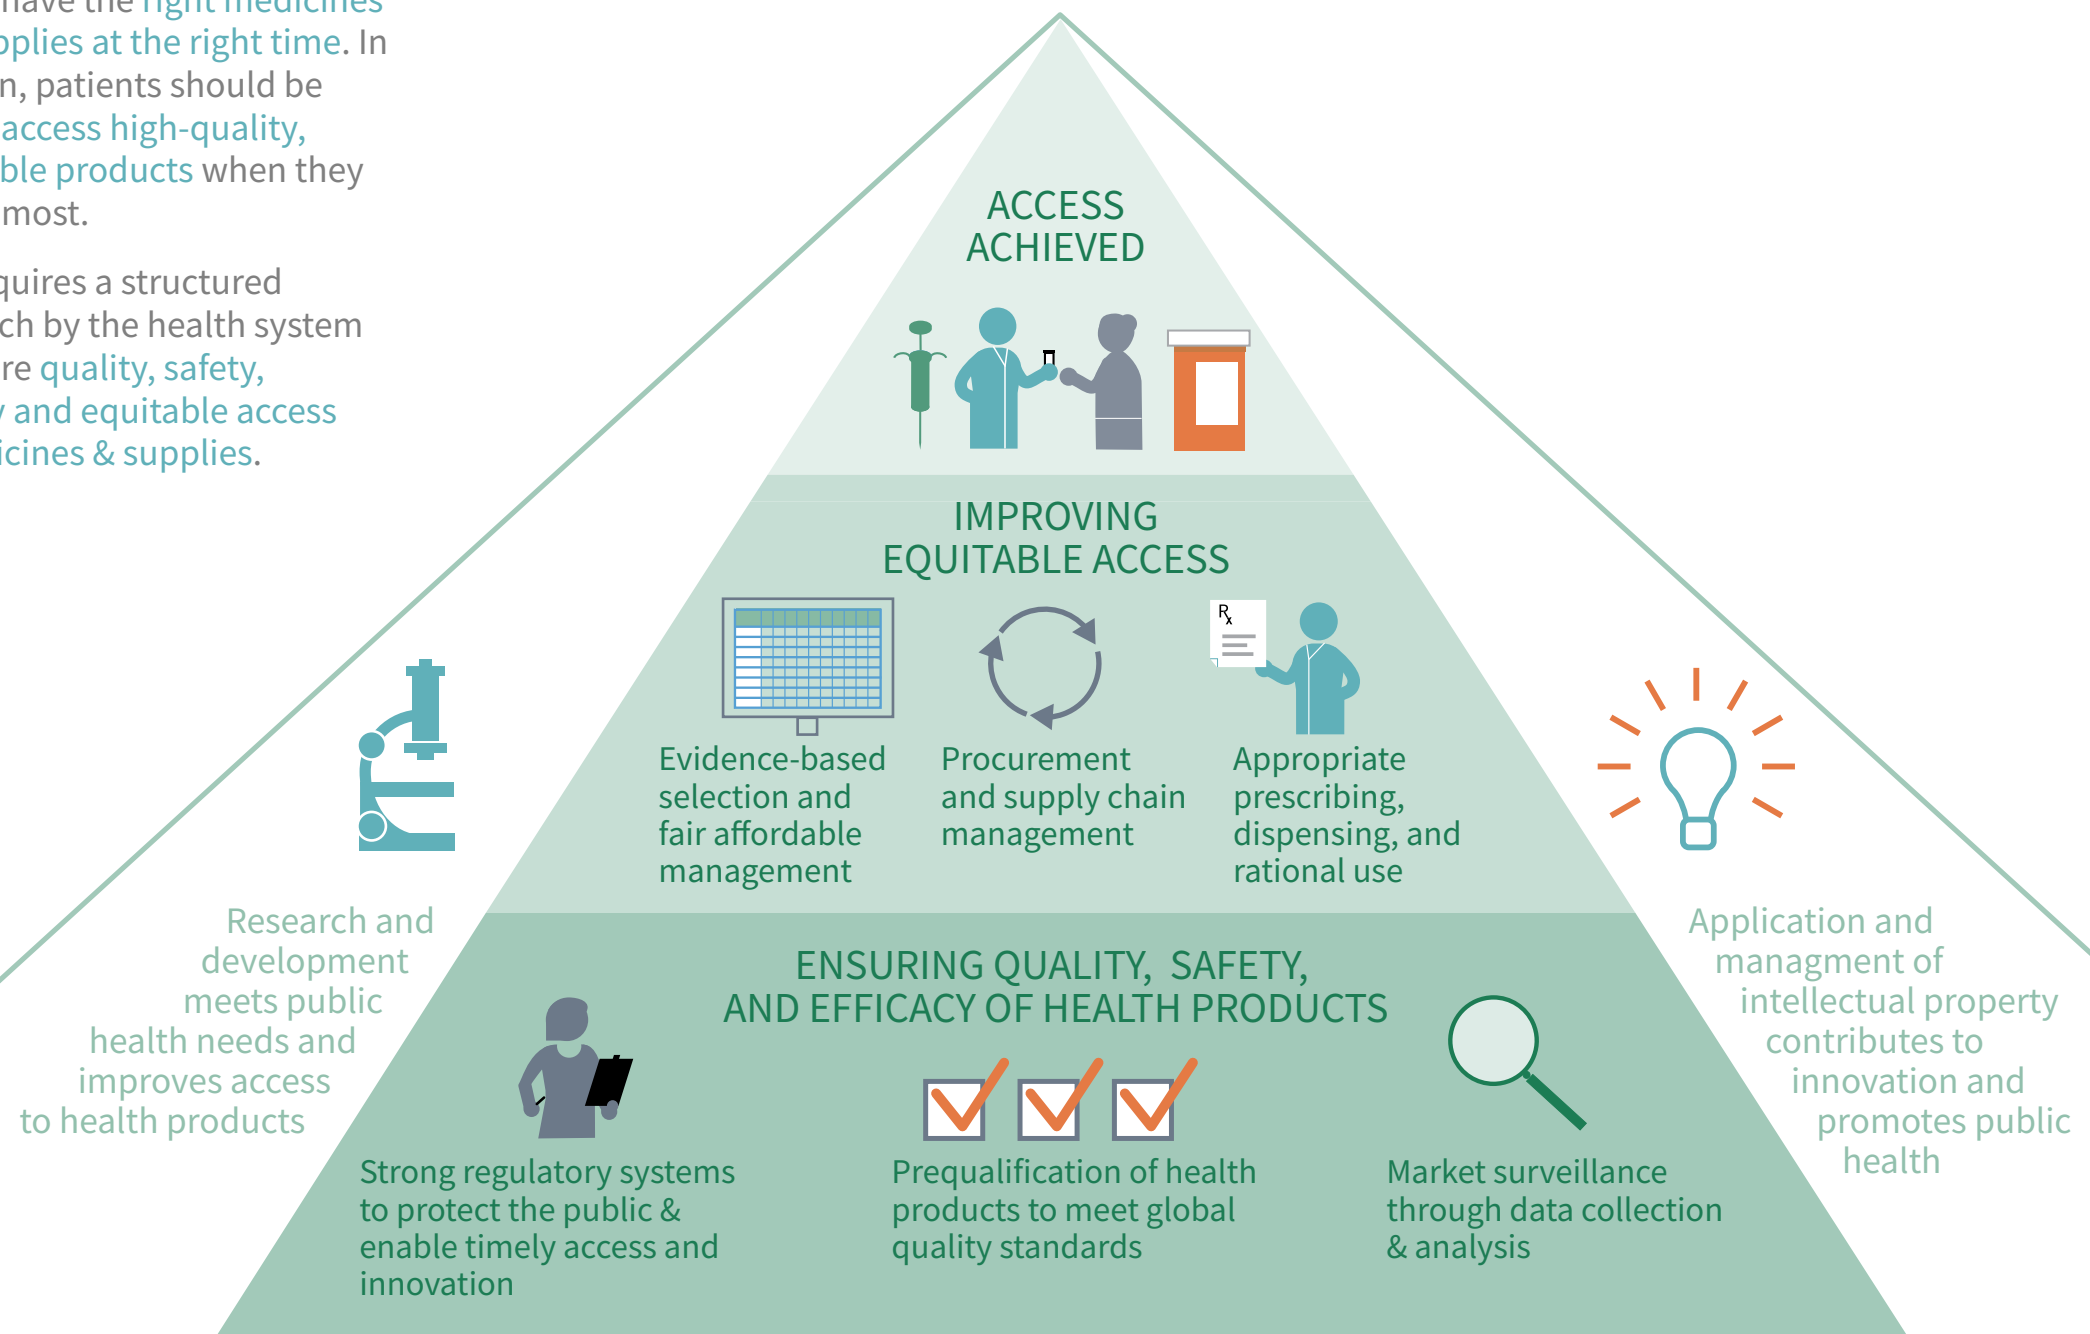 have the right medicines
pplies at the right time. In
n, patients should be
access high-quality,
ble products when they
most.
quires a structured
ch by the health system
re quality, safety,
y and equitable access
icines & supplies.
ACCESS
ACHIEVED
IMPROVING
EQUITABLE ACCESS
Rx
Evidence-based
selection and
fair affordable
management
Procurement
and supply chain
management
Appropriate
prescribing,
dispensing, and
rational use
Research and
development
meets public
health needs and
improves access
to health products
Application and
managment of
intellectual property
contributes to
innovation and
promotes public
health
ENSURING QUALITY, SAFETY,
AND EFFICACY OF HEALTH PRODUCTS
Strong regulatory systems
to protect the public &
enable timely access and
innovation
Prequalification of health
products to meet global
quality standards
Market surveillance
through data collection
& analysis